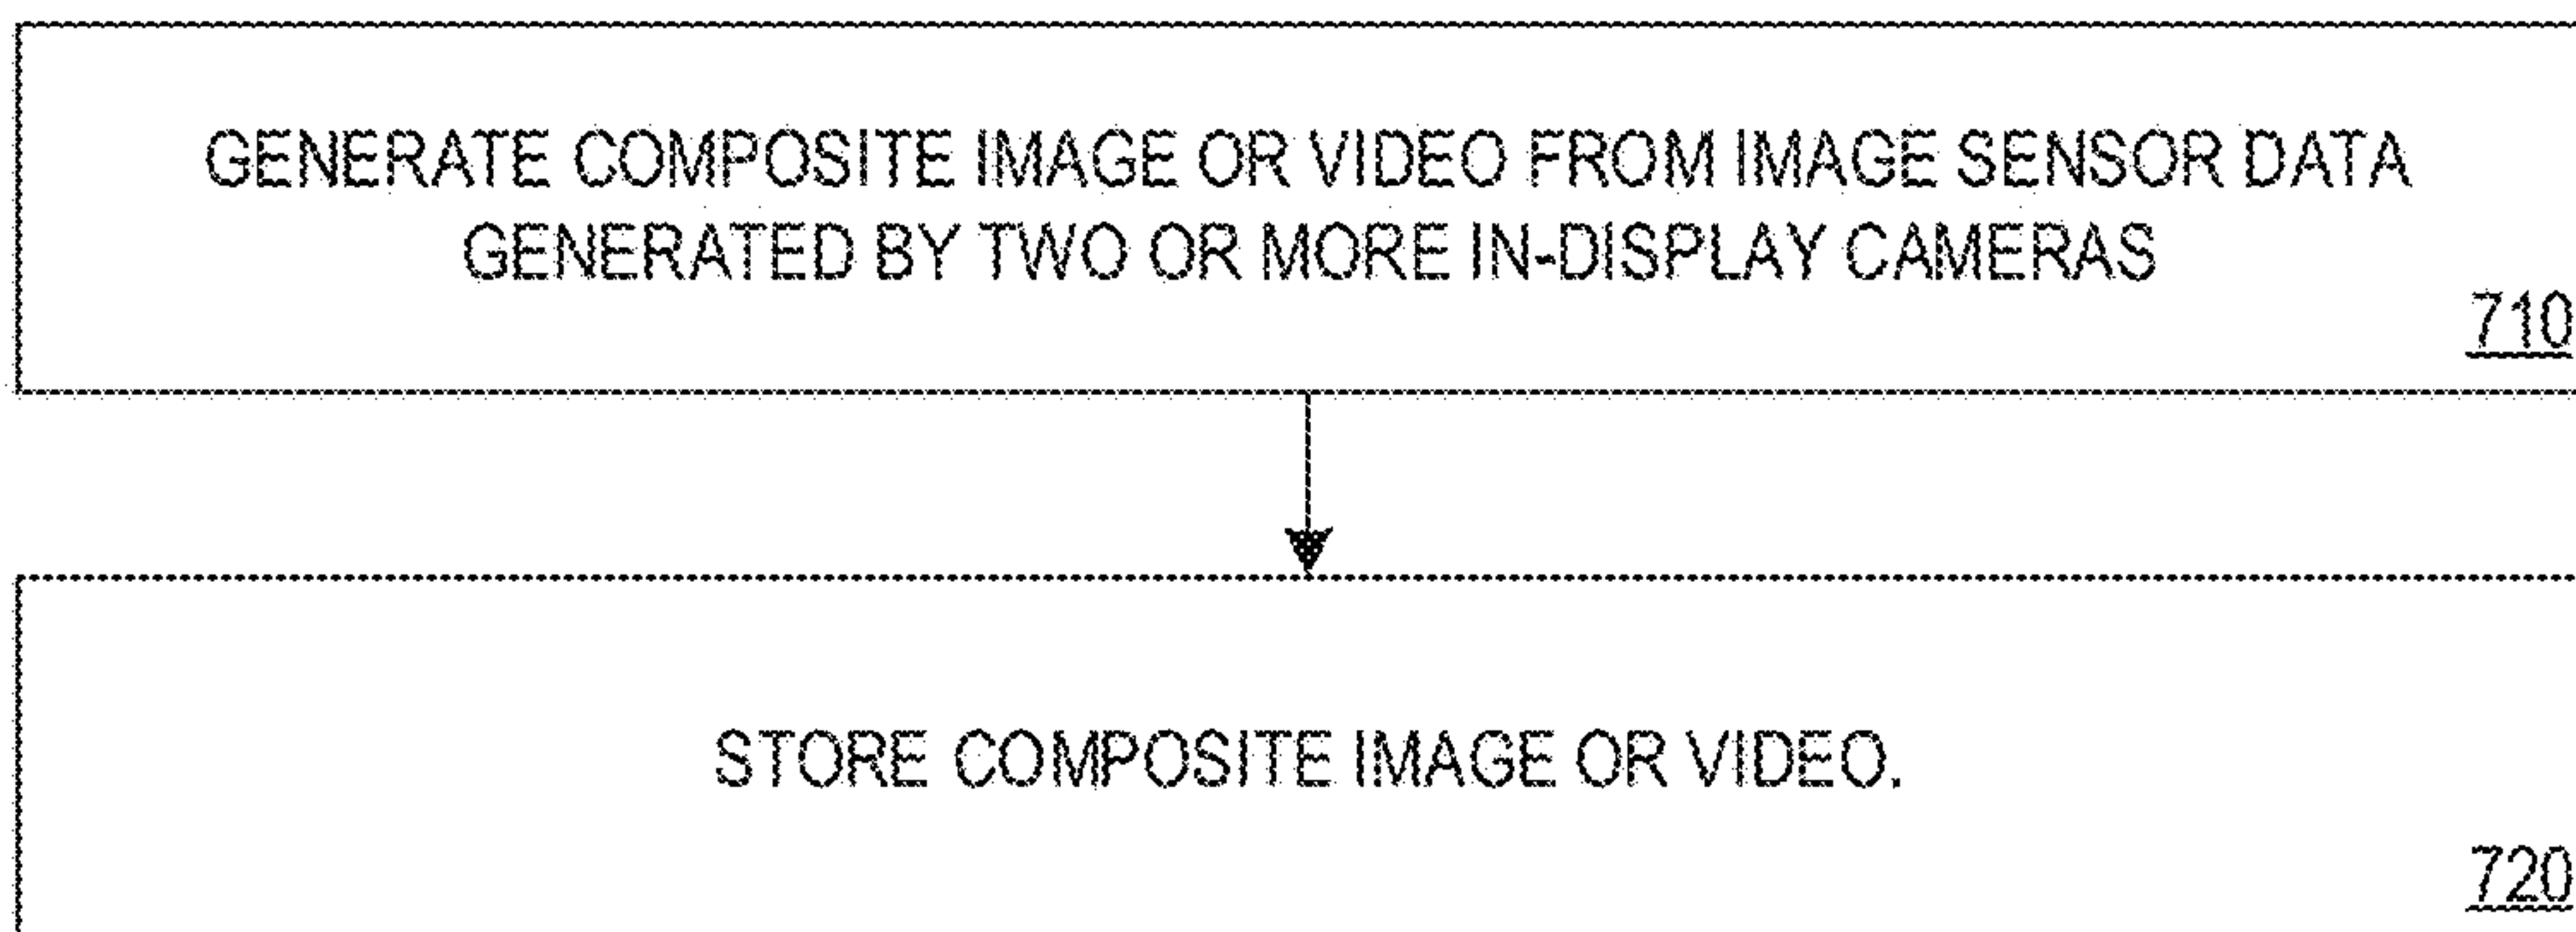 GENERATE COMPOSITE IMAGE OR VIDEO FROM IMAGE SENSOR DATA
GENERATED BY TWO OR MORE IN-DISPLAY CAMERAS
710
STORE COMPOSITE IMAGE OR VIDEO.
720